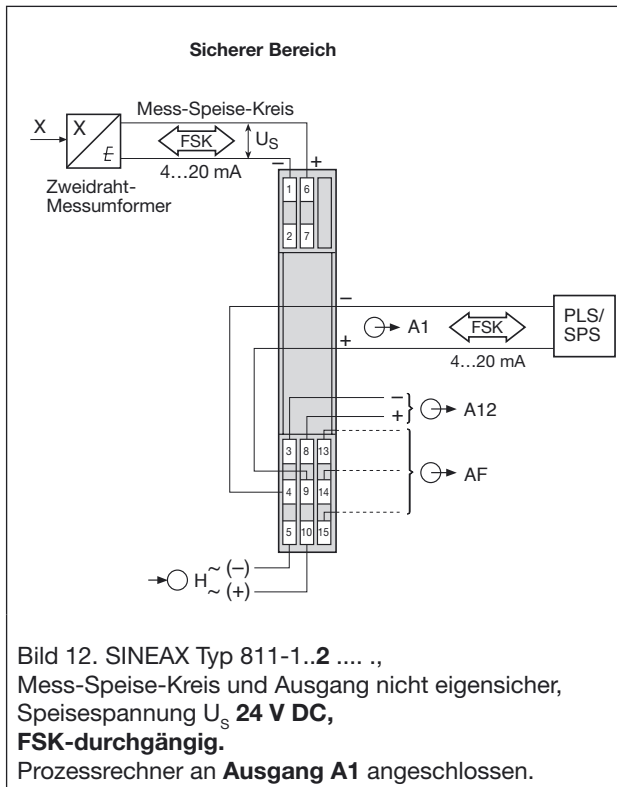 Sicherer Bereich
Mess-Speise-Kreis
X
X
E
FSK
U_S
4...20 mA
−
+
Zweidraht-
Messumformer
1 6
2 7
−
A1
FSK
PLS/
SPS
+
4...20 mA
−
+
A12
3 8 13
AF
4 9 14
5 10 15
H
~ (−)
~ (+)
Bild 12. SINEAX Typ 811-1..2 .... .,
Mess-Speise-Kreis und Ausgang nicht eigensicher,
Speisespannung U_S 24 V DC,
FSK-durchgängig.
Prozessrechner an Ausgang A1 angeschlossen.